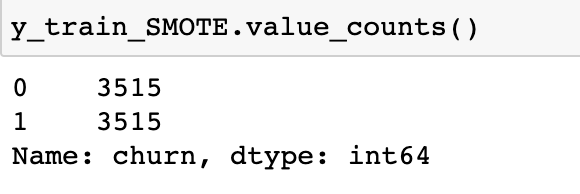 y_train_SMOTE.value_counts()
0    3515
1    3515
Name: churn, dtype: int64